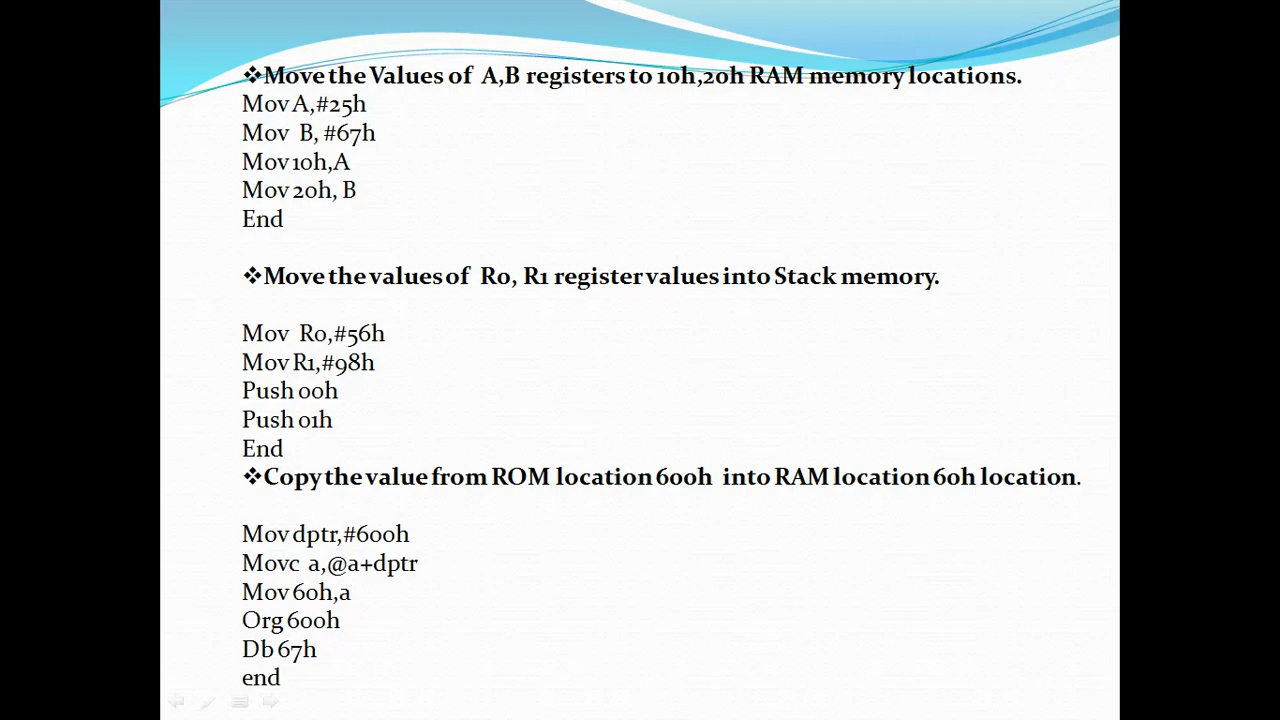 ❖Move the Values of A,B registers to 10h,20h RAM memory locations.
Mov A,#25h
Mov B, #67h
Mov 10h,A
Mov 20h, B
End
❖Move the values of R0, R1 register values into Stack memory.
Mov R0,#56h
Mov R1,#98h
Push 00h
Push 01h
End
❖Copy the value from ROM location 600h into RAM location 60h location.
Mov dptr,#600h
Movc a,@a+dptr
Mov 60h,a
Org 600h
Db 67h
end